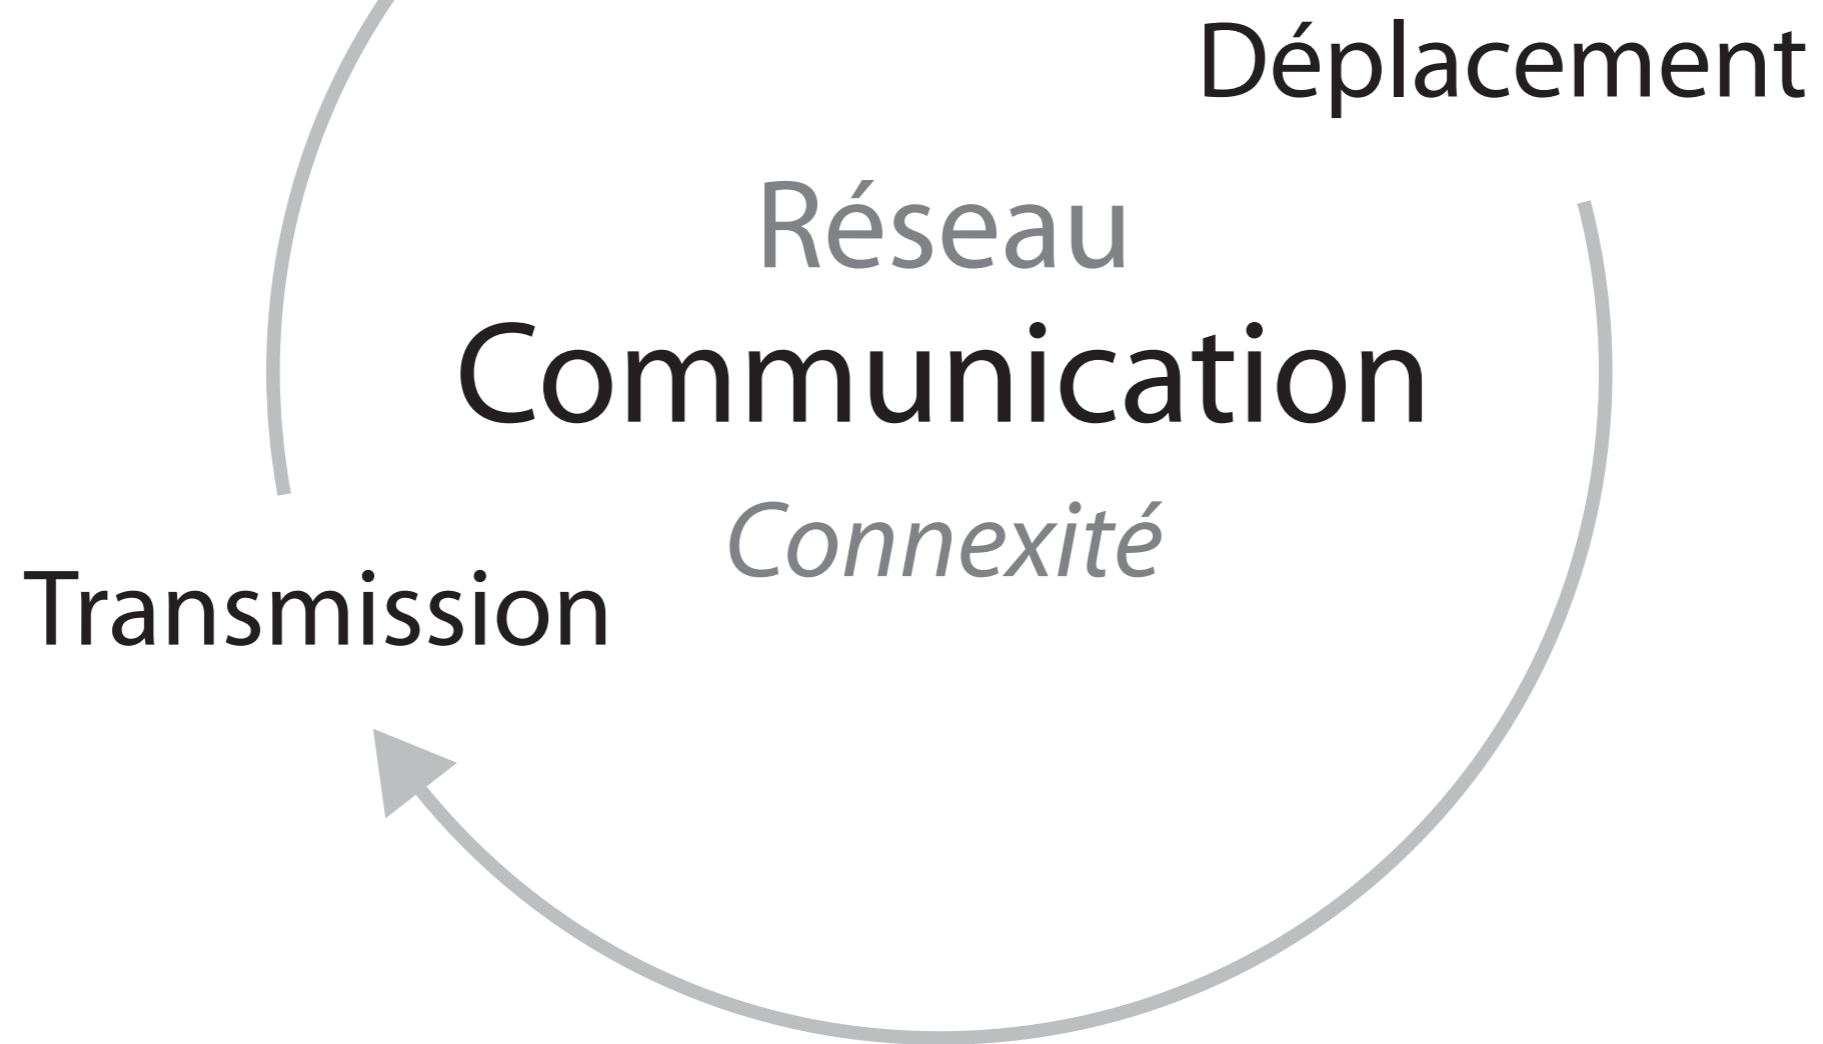 Déplacement
Réseau
Communication
Connexité
Transmission